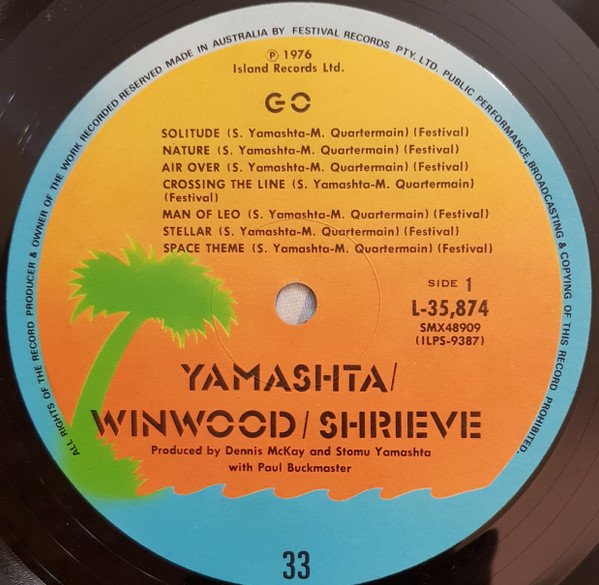 ALL RIGHTS OF THE RECORD PRODUCER & OWNER OF THE WORK RECORDED RESERVED MADE IN AUSTRALIA BY FESTIVAL RECORDS PTY. LTD. PUBLIC PERFORMANCE, BROADCASTING & COPYING OF THIS RECORD PROHIBITED.
Ⓟ 1976
Island Records Ltd.
GO
SOLITUDE (S. Yamashta-M. Quartermain) (Festival)
NATURE (S. Yamashta-M. Quartermain) (Festival)
AIR OVER (S. Yamashta-M. Quartermain) (Festival)
CROSSING THE LINE (S. Yamashta-M. Quartermain)
(Festival)
MAN OF LEO (S. Yamashta-M. Quartermain) (Festival)
STELLAR (S. Yamashta-M. Quartermain) (Festival)
SPACE THEME (S. Yamashta-M. Quartermain) (Festival)
SIDE 1
L-35,874
SMX48909
(ILPS-9387)
YAMASHTA/
WINWOOD/SHRIEVE
Produced by Dennis McKay and Stomu Yamashta
with Paul Buckmaster
33